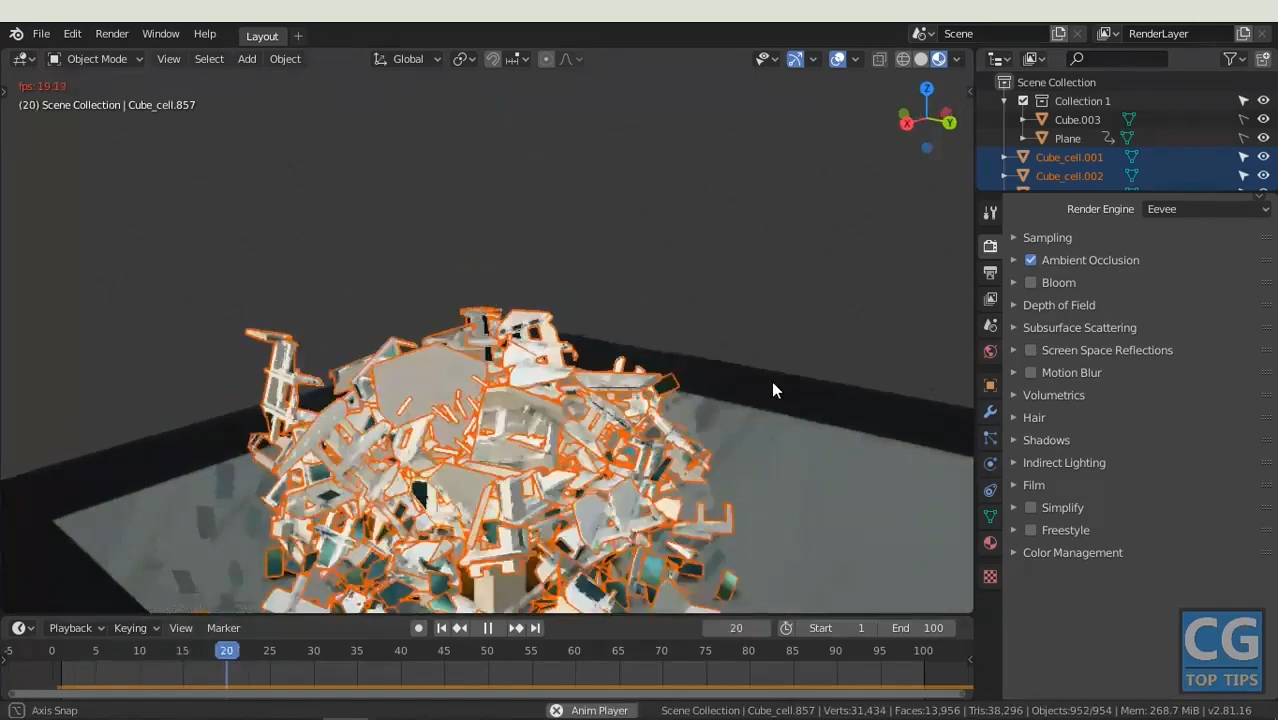 File Edit Render Window Help Layout + Scene RenderLayer
Object Mode View Select Add Object Global
fps: 19.19
(20) Scene Collection | Cube_cell.857
Z
X Y
Scene Collection
Collection 1
Cube.003
Plane
Cube_cell.001
Cube_cell.002
Render Engine Eevee
Sampling
Ambient Occlusion
Bloom
Depth of Field
Subsurface Scattering
Screen Space Reflections
Motion Blur
Volumetrics
Hair
Shadows
Indirect Lighting
Film
Simplify
Freestyle
Color Management
CG
TOP TIPS
Playback Keying View Marker 20 Start 1 End 100
-5 0 5 10 15 20 25 30 35 40 45 50 55 60 65 70 75 80 85 90 95 100
Axis Snap Anim Player Scene Collection | Cube_cell.857 | Verts:31,434 | Faces:13,956 | Tris:38,296 | Objects:952/954 | Mem: 268.7 MiB | v2.81.16